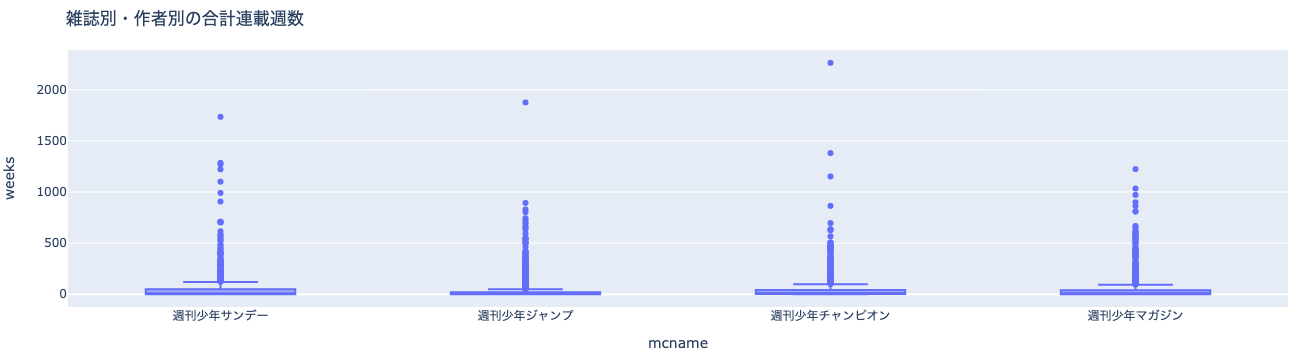 雑誌別・作者別の合計連載週数
2000
1500
1000
500
0
weeks
週刊少年サンデー
週刊少年ジャンプ
週刊少年チャンピオン
週刊少年マガジン
mcname